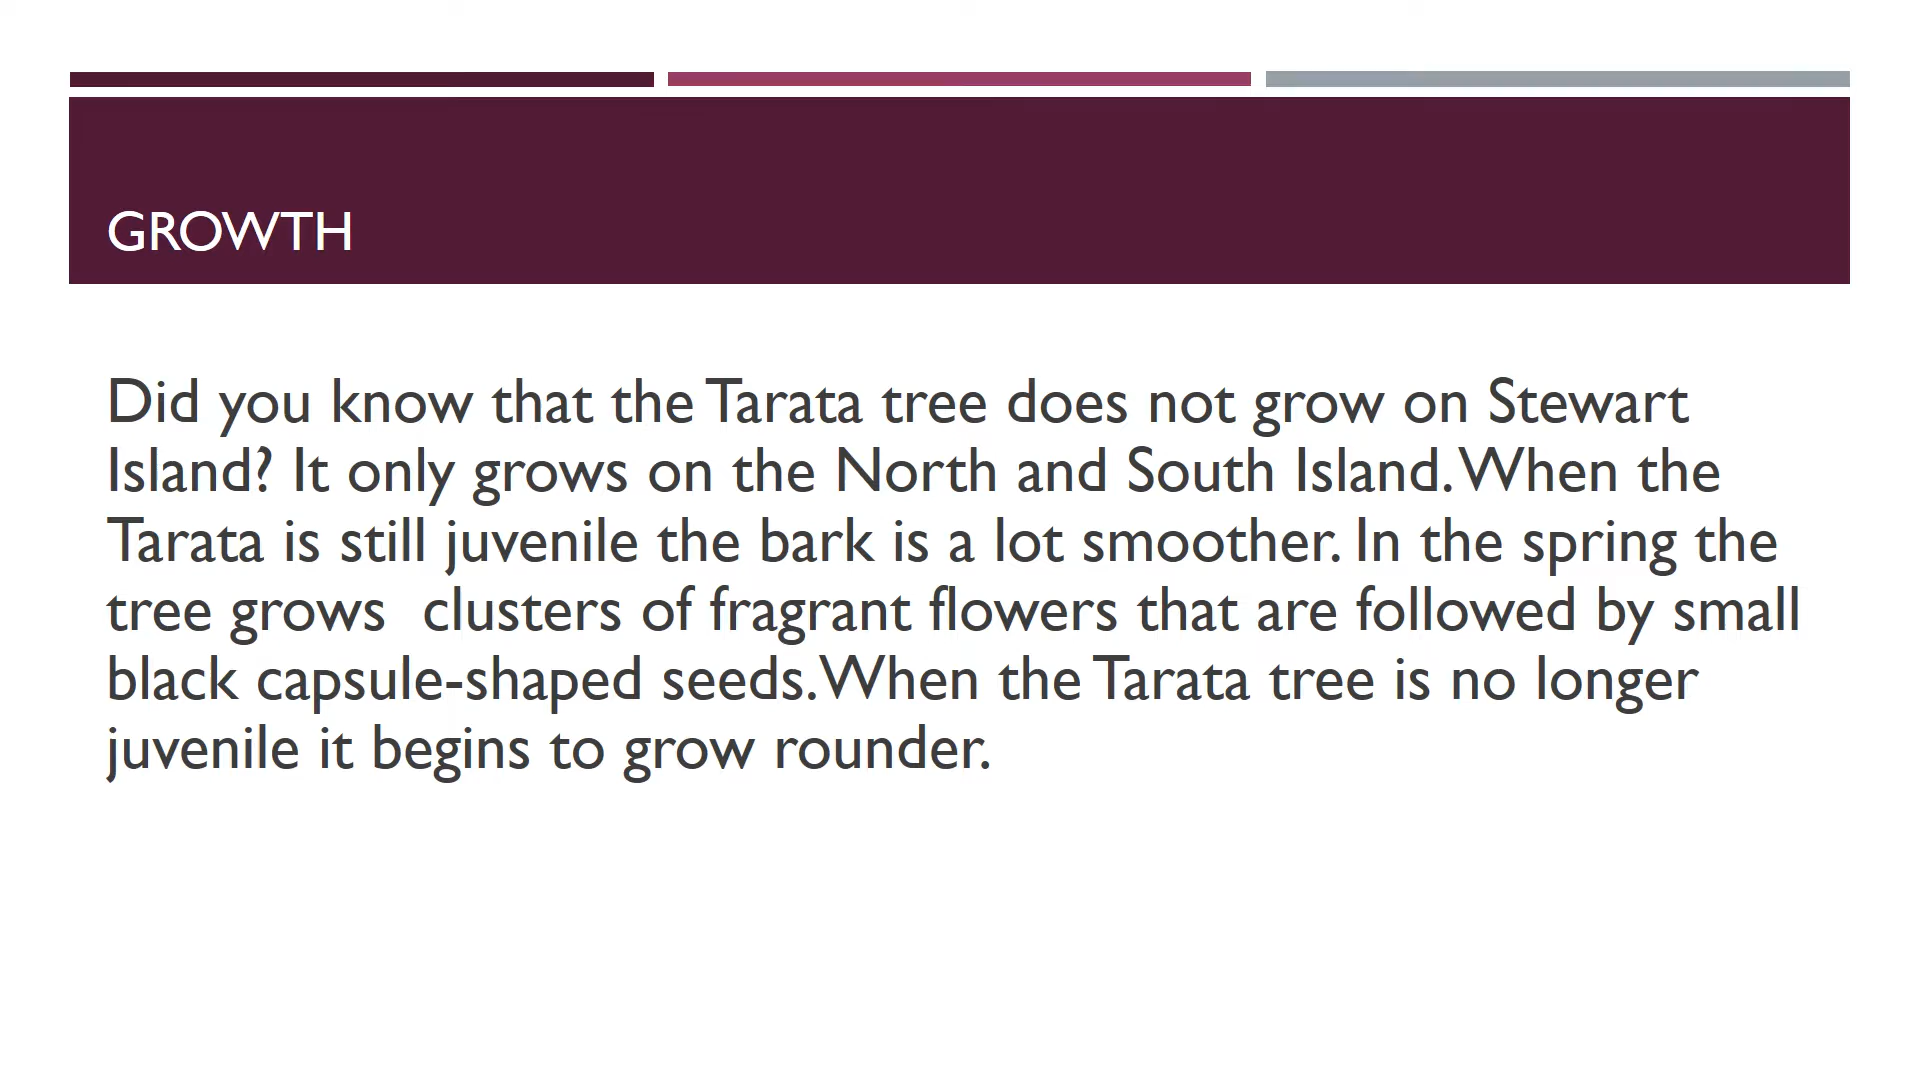 GROWTH
Did you know that the Tarata tree does not grow on Stewart
Island? It only grows on the North and South Island. When the
Tarata is still juvenile the bark is a lot smoother. In the spring the
tree grows  clusters of fragrant flowers that are followed by small
black capsule-shaped seeds. When the Tarata tree is no longer
juvenile it begins to grow rounder.